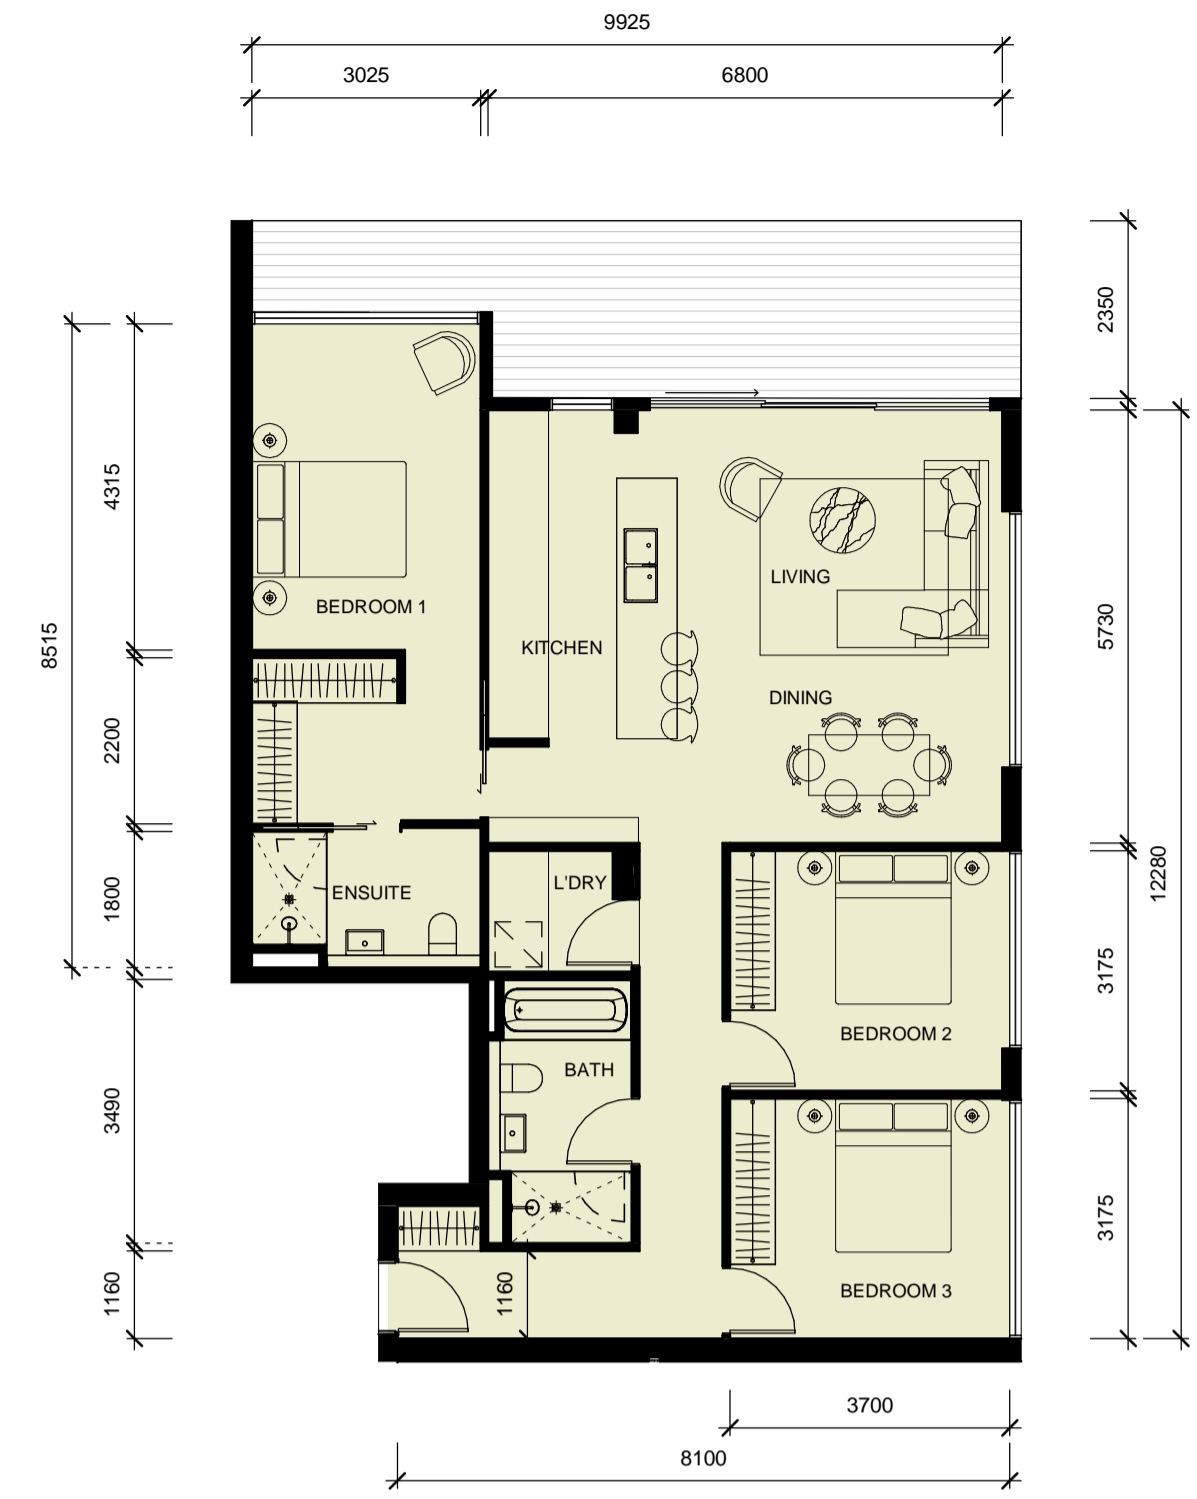 9925
3025
6800
2350
4315
8515
BEDROOM 1
LIVING
KITCHEN
5730
DINING
2200
12280
1800
L'DRY
ENSUITE
3175
BEDROOM 2
BATH
3490
3175
1160
1160
BEDROOM 3
3700
8100